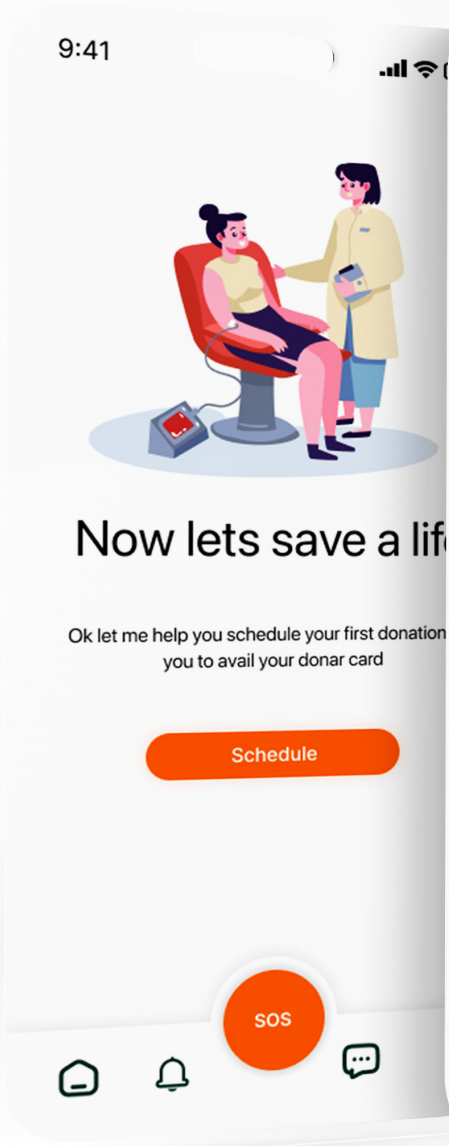 9:41
Now lets save a
Ok let me help you schedule your first donation
you to avail your donar card
Schedule
SOS